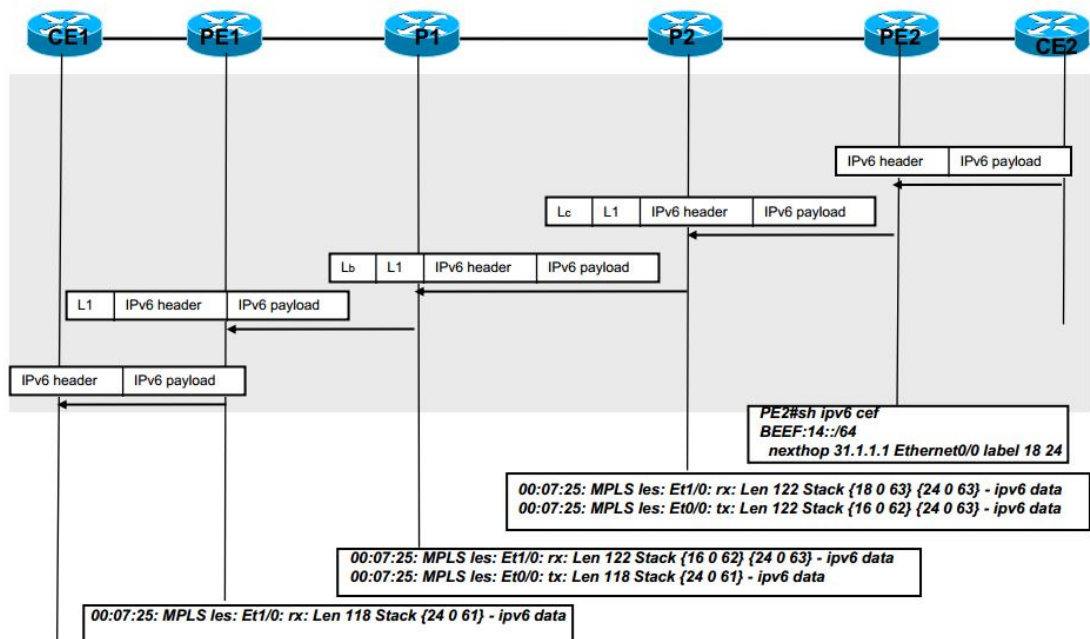 CE1 PE1 P1 P2 PE2 CE2
IPv6 header IPv6 payload
Lc L1 IPv6 header IPv6 payload
Lb L1 IPv6 header IPv6 payload
L1 IPv6 header IPv6 payload
IPv6 header IPv6 payload
PE2#sh ipv6 cef
BEEF:14::/64
nexthop 31.1.1.1 Ethernet0/0 label 18 24
00:07:25: MPLS les: Et1/0: rx: Len 122 Stack {18 0 63} {24 0 63} - ipv6 data
00:07:25: MPLS les: Et0/0: tx: Len 122 Stack {16 0 62} {24 0 63} - ipv6 data
00:07:25: MPLS les: Et1/0: rx: Len 122 Stack {16 0 62} {24 0 63} - ipv6 data
00:07:25: MPLS les: Et0/0: tx: Len 118 Stack {24 0 61} - ipv6 data
00:07:25: MPLS les: Et1/0: rx: Len 118 Stack {24 0 61} - ipv6 data